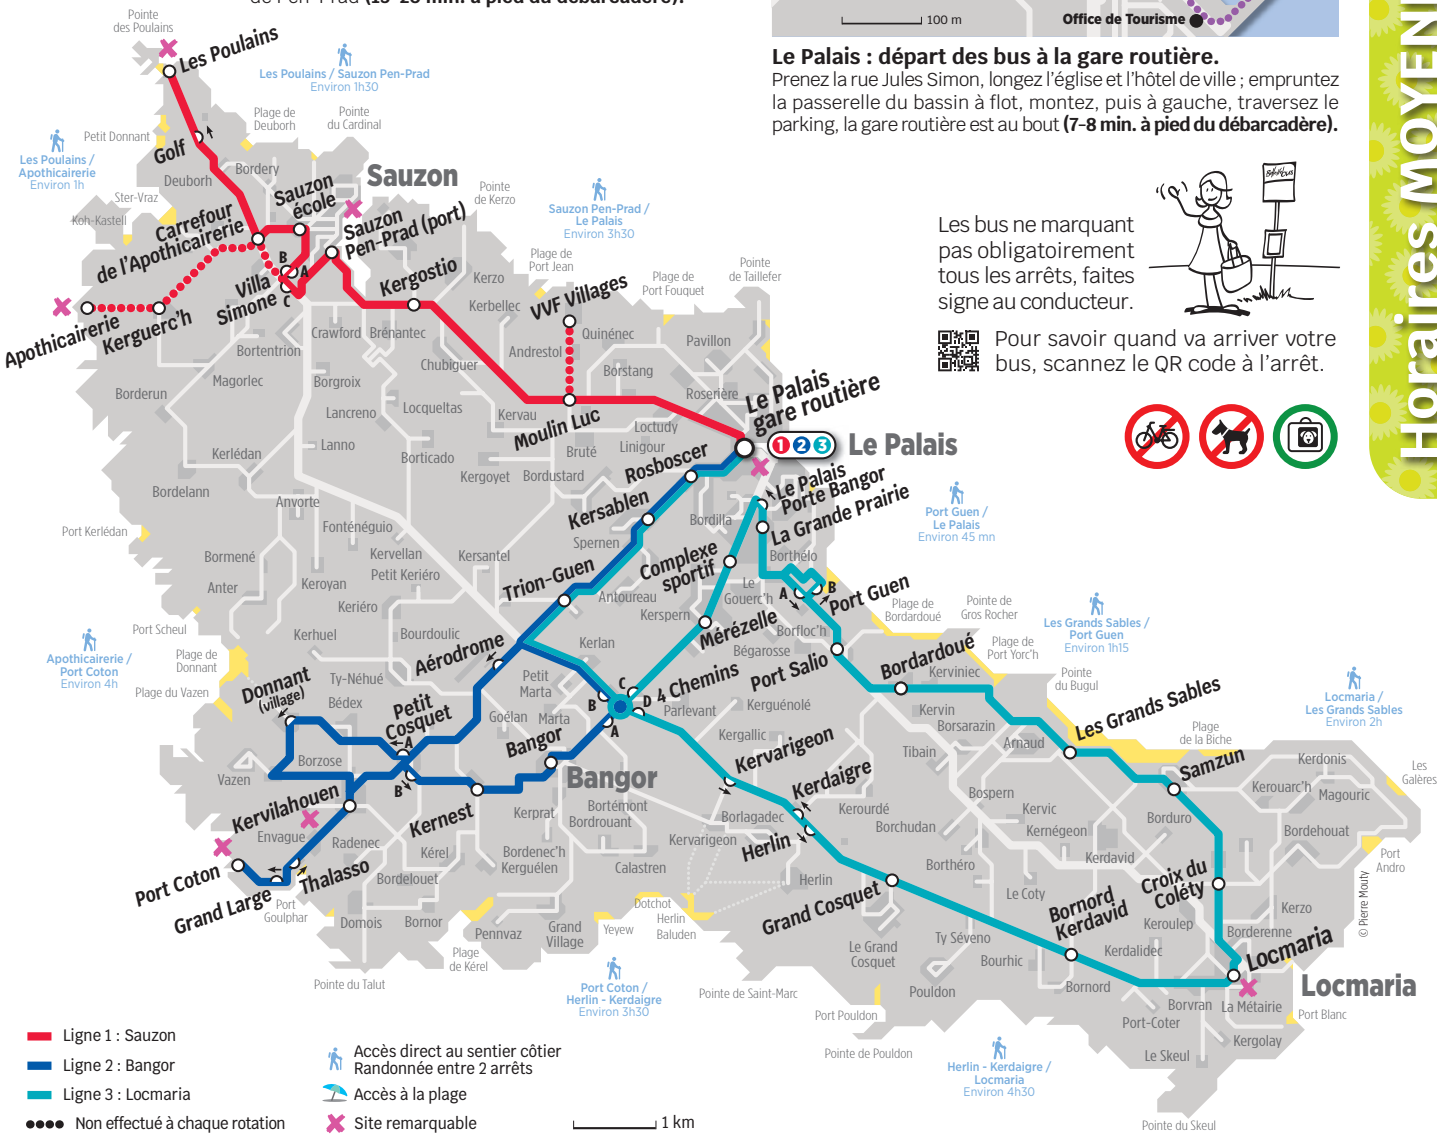 de Pen-Prad (15-20 min. à pied du débarcadère).
100 m
Office de Tourisme
Le Palais : départ des bus à la gare routière.
Prenez la rue Jules Simon, longez l'église et l'hôtel de ville ; empruntez
la passerelle du bassin à flot, montez, puis à gauche, traversez le
parking, la gare routière est au bout (7-8 min. à pied du débarcadère).
Horaires MOYEN
Les bus ne marquant
pas obligatoirement
tous les arrêts, faites
signe au conducteur.
Pour savoir quand va arriver votre
bus, scannez le QR code à l'arrêt.
Pointe
des Poulains
Les Poulains
Les Poulains / Sauzon Pen-Prad
Environ 1h30
Plage de
Deuborh
Pointe
du Cardinal
Petit Donnant
Golf
Deuborh
Bordery
Les Poulains /
Apothicairerie
Environ 1h
Ster-Vraz
Koh-Kastell
Sauzon
école
Sauzon
Sauzon
Pen-Prad (port)
Pointe
de Kerzo
Sauzon Pen-Prad /
Le Palais
Environ 3h30
Carrefour
de l'Apothicairerie
B
A
C
Villa
Simone
Apothicairerie
Kerguerc'h
Kergostio
Kerzo
Kerbellec
Plage de
Port Jean
VVF Villages
Plage de
Port Fouquet
Pointe
de Taillefer
Crawford
Brénantec
Bortentrion
Quinénec
Pavillon
Andrestol
Chubiguer
Borstang
Magorlec
Borgroix
Borderun
Lancreno
Locqueltas
Kervau
Moulin Luc
Roserière
Loctudy
Le Palais
gare routière
1 2 3
Le Palais
Lanno
Kerlédan
Borticado
Bruté
Linigour
Rosboscer
Kergoyet
Bordustard
Bordelann
Anvorte
Kersablen
Le Palais
Porte Bangor
La Grande Prairie
Port Guen /
Le Palais
Environ 45 mn
Port Kerlédan
Fonténéguio
Bordilla
Spernen
Bormené
Kervellan
Kersantel
Complexe
sportif
Borthélo
Anter
Keroyan
Petit Keriéro
Trion-Guen
Keriéro
Antoureau
Le
Gouerc'h
A
B
Port Guen
Kerspern
Mérézelle
Plage de
Bordardoué
Pointe de
Gros Rocher
Les Grands Sables /
Port Guen
Environ 1h15
Port Scheul
Kerhuel
Bourdoulic
Kerlan
Borfloc'h
Bégarosse
Plage de
Port Yorc'h
Apothicairerie /
Port Coton
Environ 4h
Plage de
Donnant
Aérodrome
Port Salio
Bordardoué
Kerviniec
Pointe
du Bugul
Plage du Vazen
Ty-Néhué
Donnant
(village)
Bédex
Petit
Marta
C
D
B
A
4 Chemins
Parlevant
Kerguénolé
Les Grands Sables
Locmaria /
Les Grands Sables
Environ 2h
Petit
Cosquet
A
B
Goélan
Marta
Bangor
Bangor
Kergallic
Kervin
Borsarazin
Arnaud
Plage
de la Biche
Tibain
Kervarigeon
Samzun
Kerdonis
Les
Galères
Borzose
Vazen
Kerdaigre
Kerouarc'h
Magouric
Kervilahouen
Kernest
Bospern
Kerprat
Bortémont
Bordrouant
Borlagadec
Kerourdé
Kervic
Borduro
Envague
Radenec
Kervarigeon
Herlin
Borchudan
Kernégeon
Bordehouat
Port Coton
Thalasso
Kérel
Bordenec'h
Kerguélen
Calastren
Herlin
Borthéro
Kerdavid
Croix du
Coléty
Port
Andro
Grand Large
Bordelouet
Le Coty
Port
Goulphar
Domois
Bornor
Pennvaz
Grand
Village
Yeyew
Dotchot
Herlin
Baluden
Grand Cosquet
Bornord
Kerdavid
Kerzo
Keroulep
Borderenne
© Pierre Mouty
Plage
de Kérel
Le Grand
Cosquet
Ty Séveno
Kerdalidec
Locmaria
Locmaria
Bourhic
Pointe du Talut
Port Coton /
Herlin - Kerdaigre
Environ 3h30
Pointe de Saint-Marc
Pouldon
Bornord
Borvran
La Métairie
Port Blanc
Port Pouldon
Port-Coter
Kergolay
Pointe de Pouldon
Herlin - Kerdaigre /
Locmaria
Environ 4h30
Le Skeul
Pointe du Skeul
Ligne 1 : Sauzon
Ligne 2 : Bangor
Ligne 3 : Locmaria
Non effectué à chaque rotation
Accès direct au sentier côtier
Randonnée entre 2 arrêts
Accès à la plage
Site remarquable
1 km